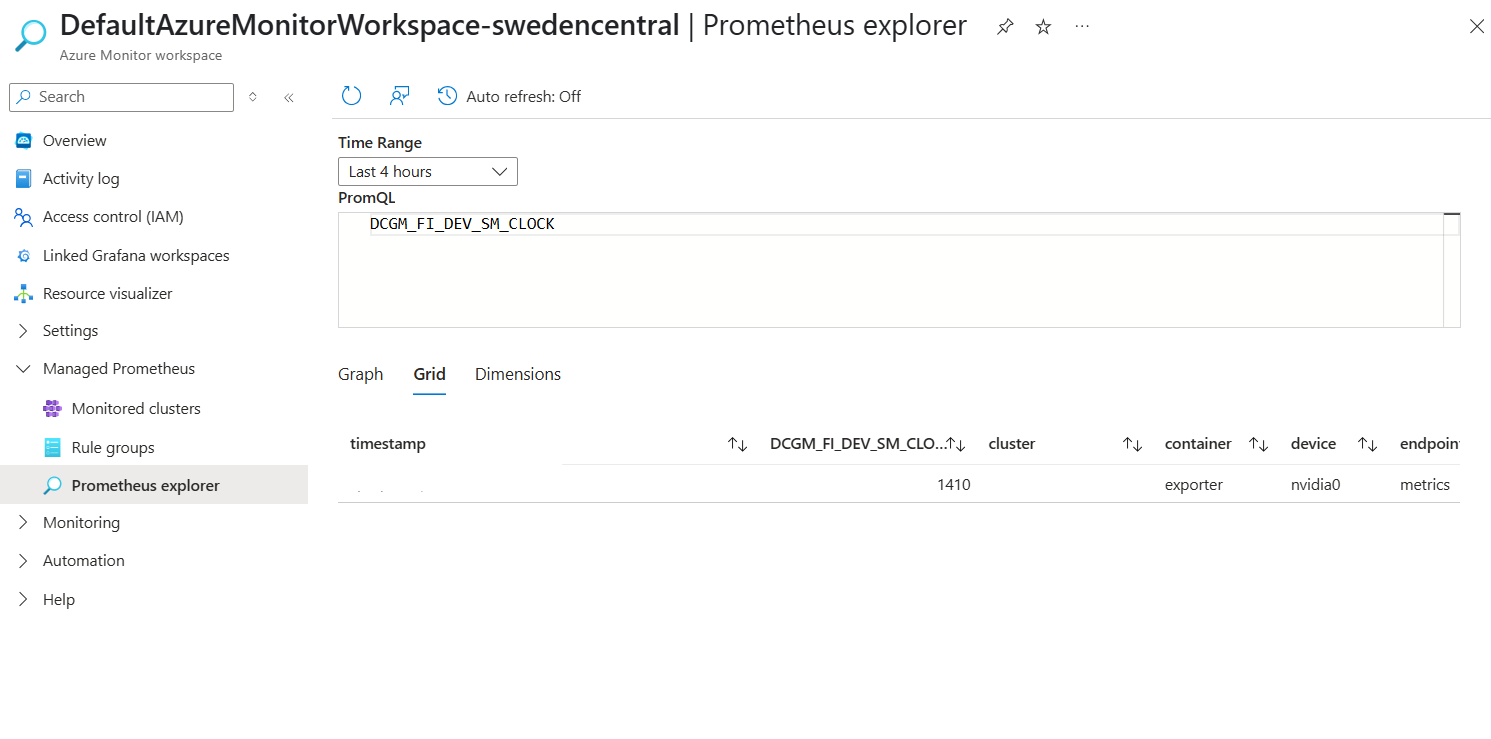 DefaultAzureMonitorWorkspace-swedencentral | Prometheus explorer
Azure Monitor workspace
Search
Auto refresh: Off
Overview
Activity log
Access control (IAM)
Linked Grafana workspaces
Resource visualizer
Settings
Managed Prometheus
Monitored clusters
Rule groups
Prometheus explorer
Monitoring
Automation
Help
Time Range
Last 4 hours
PromQL
DCGM_FI_DEV_SM_CLOCK
Graph Grid Dimensions
timestamp DCGM_FI_DEV_SM_CLO... cluster container device endpoin
1410 exporter nvidia0 metrics